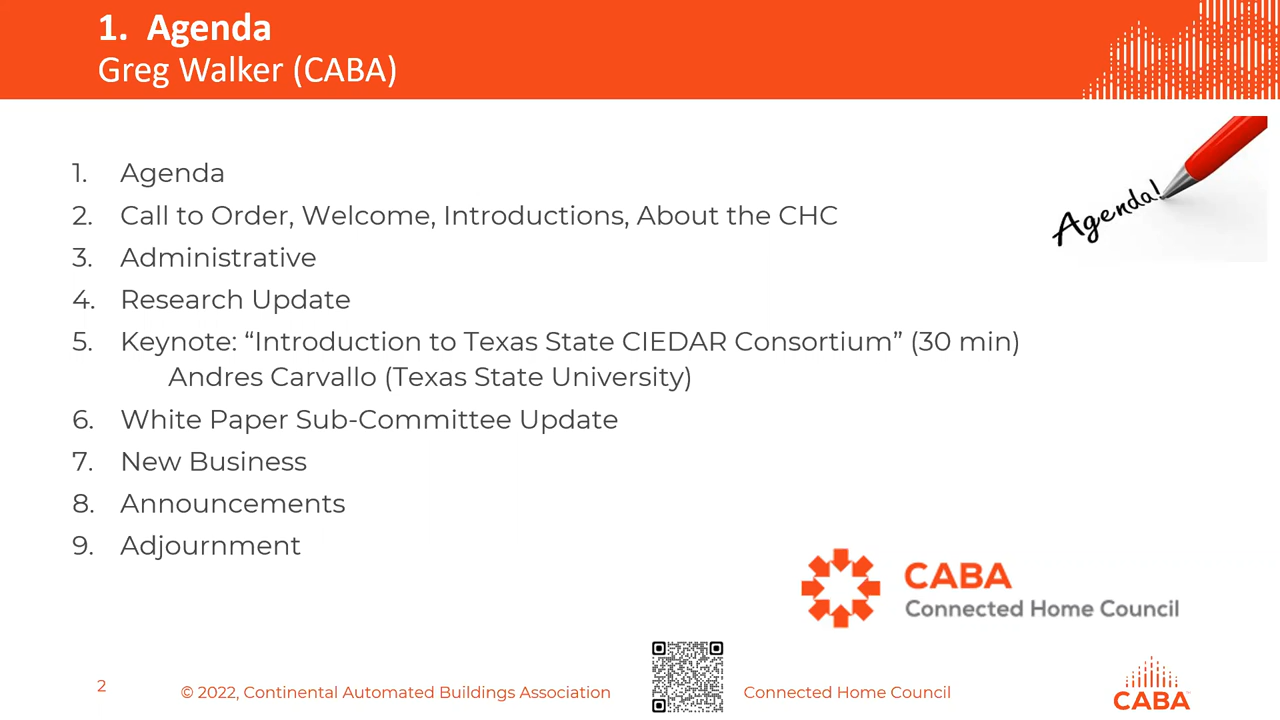 1. Agenda
Greg Walker (CABA)
Agenda!
1. Agenda
2. Call to Order, Welcome, Introductions, About the CHC
3. Administrative
4. Research Update
5. Keynote: “Introduction to Texas State CIEDAR Consortium” (30 min)
Andres Carvallo (Texas State University)
6. White Paper Sub-Committee Update
7. New Business
8. Announcements
9. Adjournment
CABA
Connected Home Council
2
© 2022, Continental Automated Buildings Association
Connected Home Council
CABA